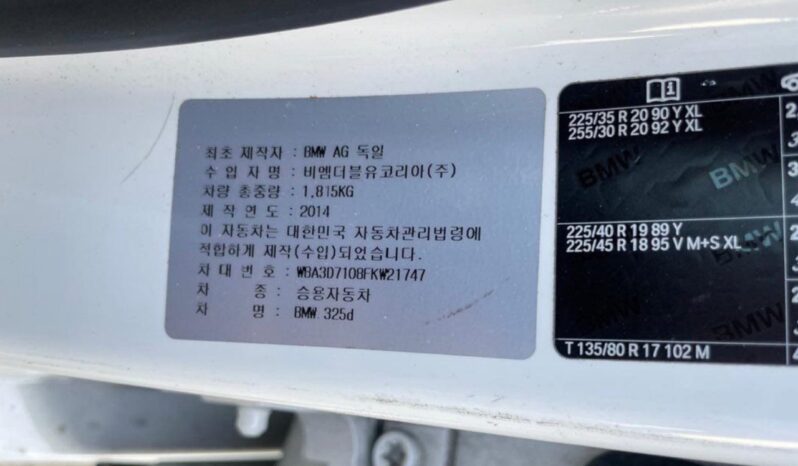 최초 제작자 : BMW AG 독일
수 입 자 명 : 비엠더블유코리아(주)
차량 총중량 : 1,815KG
제 작 연 도 : 2014
이 자동차는 대한민국 자동차관리법령에
적합하게 제작(수입)되었습니다.
차 대 번 호 : WBA3D7108FKW21747
차 종 : 승용자동차
차 명 : BMW 325d
225/35 R 20 90 Y XL
255/30 R 20 92 Y XL
BMW
BMW
225/40 R 19 89 Y
225/45 R 18 95 V M+S XL
BMW
T 135/80 R 17 102 M